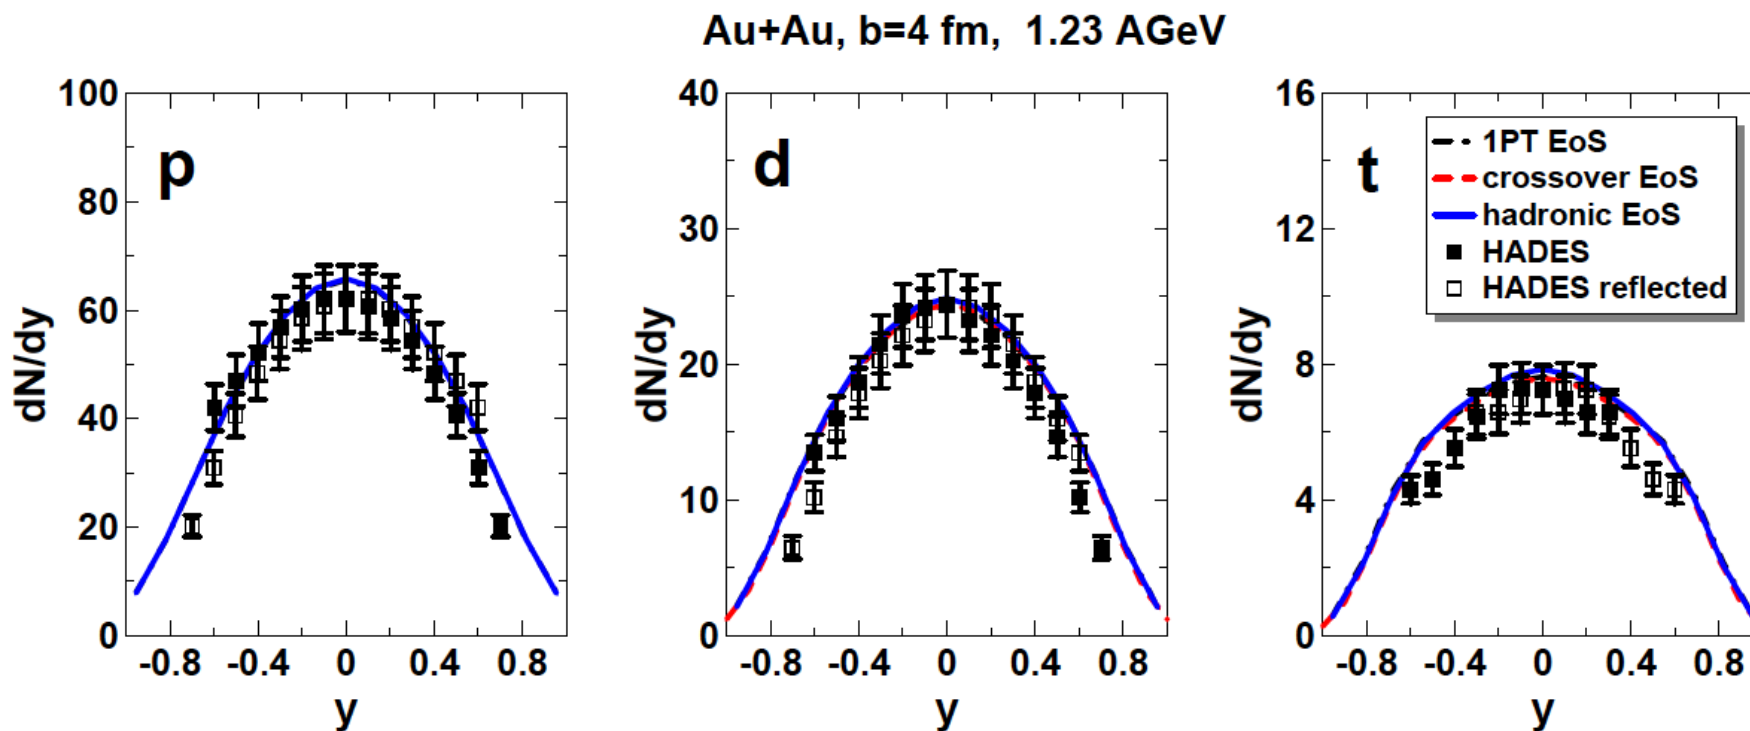 Au+Au, b=4 fm, 1.23 AGeV
100
80
60
40
20
0
dN/dy
p
-0.8 -0.4 0 0.4 0.8
y
40
30
20
10
0
dN/dy
d
-0.8 -0.4 0 0.4 0.8
y
16
12
8
4
0
dN/dy
t
1PT EoS
crossover EoS
hadronic EoS
HADES
HADES reflected
-0.8 -0.4 0 0.4 0.8
y